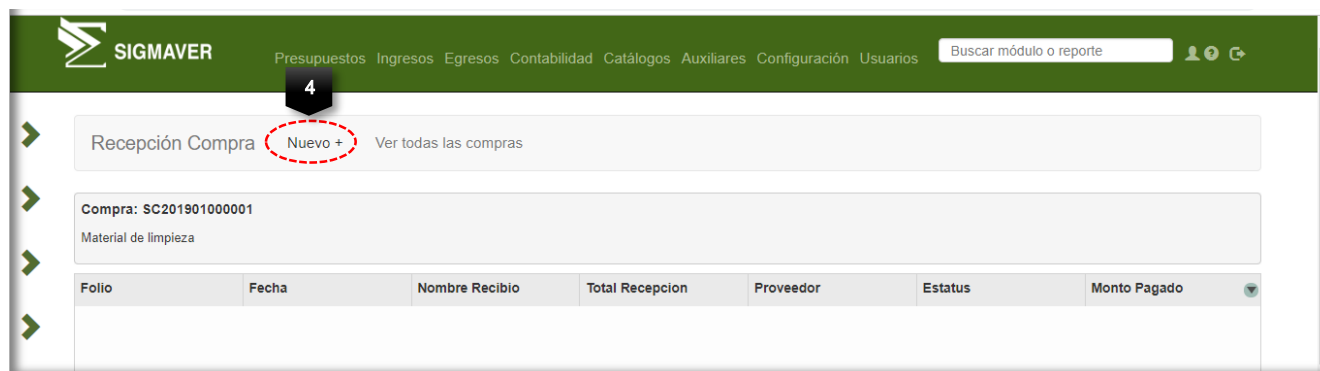 SIGMAVER
Presupuestos Ingresos Egresos Contabilidad Catálogos Auxiliares Configuración Usuarios Buscar módulo o reporte
4
Recepción Compra Nuevo + Ver todas las compras
Compra: SC201901000001
Material de limpieza
Folio Fecha Nombre Recibio Total Recepcion Proveedor Estatus Monto Pagado